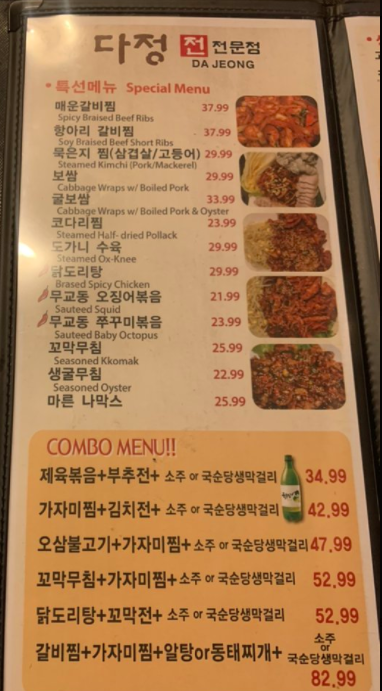 다정 전 전문점
DA JEONG
특선메뉴 Special Menu
매운갈비찜 37.99
Spicy Braised Beef Ribs
항아리 갈비찜 37.99
Soy Braised Beef Short Ribs
묵은지 찜(삼겹살/고등어) 29.99
Steamed Kimchi (Pork/Mackerel)
보쌈 29.99
Cabbage Wraps w/ Boiled Pork
굴보쌈 33.99
Cabbage Wraps w/ Boiled Pork & Oyster
코다리찜 23.99
Steamed Half- dried Pollack
도가니 수육 29.99
Steamed Ox-Knee
닭도리탕 29.99
Brased Spicy Chicken
무교동 오징어볶음 21.99
Sauteed Squid
무교동 쭈꾸미볶음 23.99
Sauteed Baby Octopus
꼬막무침 25.99
Seasoned Kkomak
생굴무침 22.99
Seasoned Oyster
마른 나막스 25.99
COMBO MENU!!
제육볶음+부추전+ 소주 or 국순당생막걸리 34.99
가자미찜+김치전+ 소주 or 국순당생막걸리 42.99
오삼불고기+가자미찜+ 소주 or 국순당생막걸리 47.99
꼬막무침+가자미찜+ 소주 or 국순당생막걸리 52.99
닭도리탕+꼬막전+ 소주 or 국순당생막걸리 52.99
갈비찜+가자미찜+알탕or동태찌개+ 소주 or 국순당생막걸리
82.99